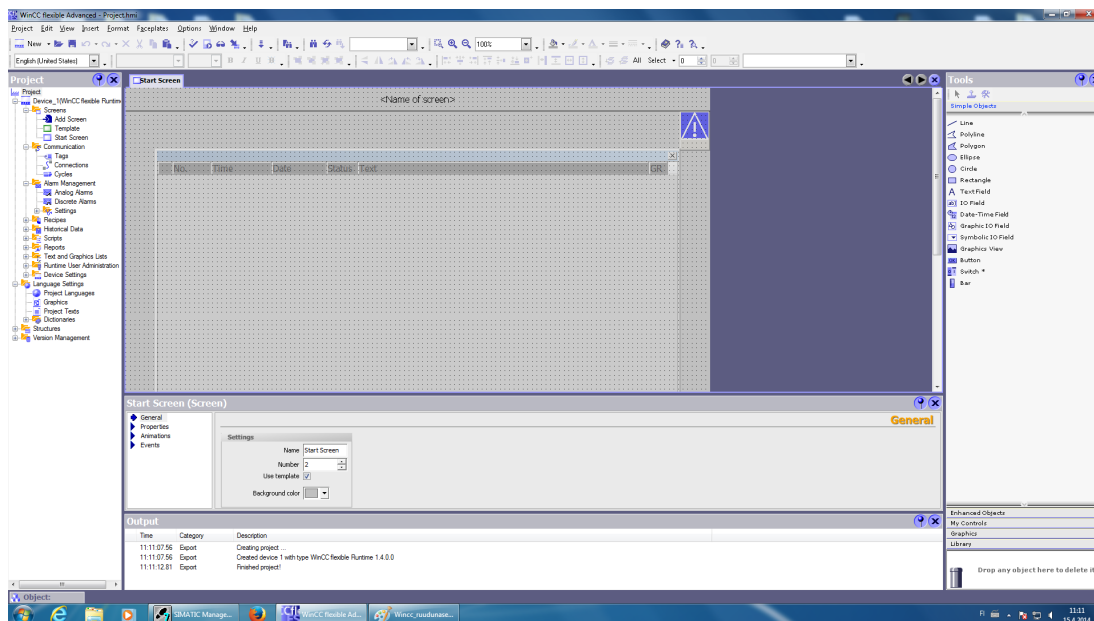 WinCC flexible Advanced - Project.hmi
Project Edit View Insert Format Faceplates Options Window Help
New 100%
English (United States) B I U B All Select 0 0
Project
Project
Device_1(WinCC flexible Runtim
Screens
Add Screen
Template
Start Screen
Communication
Tags
Connections
Cycles
Alarm Management
Analog Alarms
Discrete Alarms
Settings
Recipes
Historical Data
Scripts
Reports
Text and Graphics Lists
Runtime User Administration
Device Settings
Language Settings
Project Languages
Graphics
Project Texts
Dictionaries
Structures
Version Management
Start Screen
<Name of screen>
No. Time Date Status Text GR
Start Screen (Screen)
General
Properties
Animations
Events
General
Settings
Name Start Screen
Number 2
Use template
Background color
Output
Time Category Description
11:11:07.56 Export Creating project ...
11:11:07.56 Export Created device 1 with type WinCC flexible Runtime 1.4.0.0
11:11:12.81 Export Finished project!
Tools
Simple Objects
Line
Polyline
Polygon
Ellipse
Circle
Rectangle
TextField
IO Field
Date-Time Field
Graphic IO Field
Symbolic IO Field
Graphics View
Button
Switch *
Bar
Enhanced Objects
My Controls
Graphics
Library
Drop any object here to delete it
Object:
SIMATIC Manage... WinCC flexible Ad... Wincc_ruudunase... FI 11:11
15.4.2014